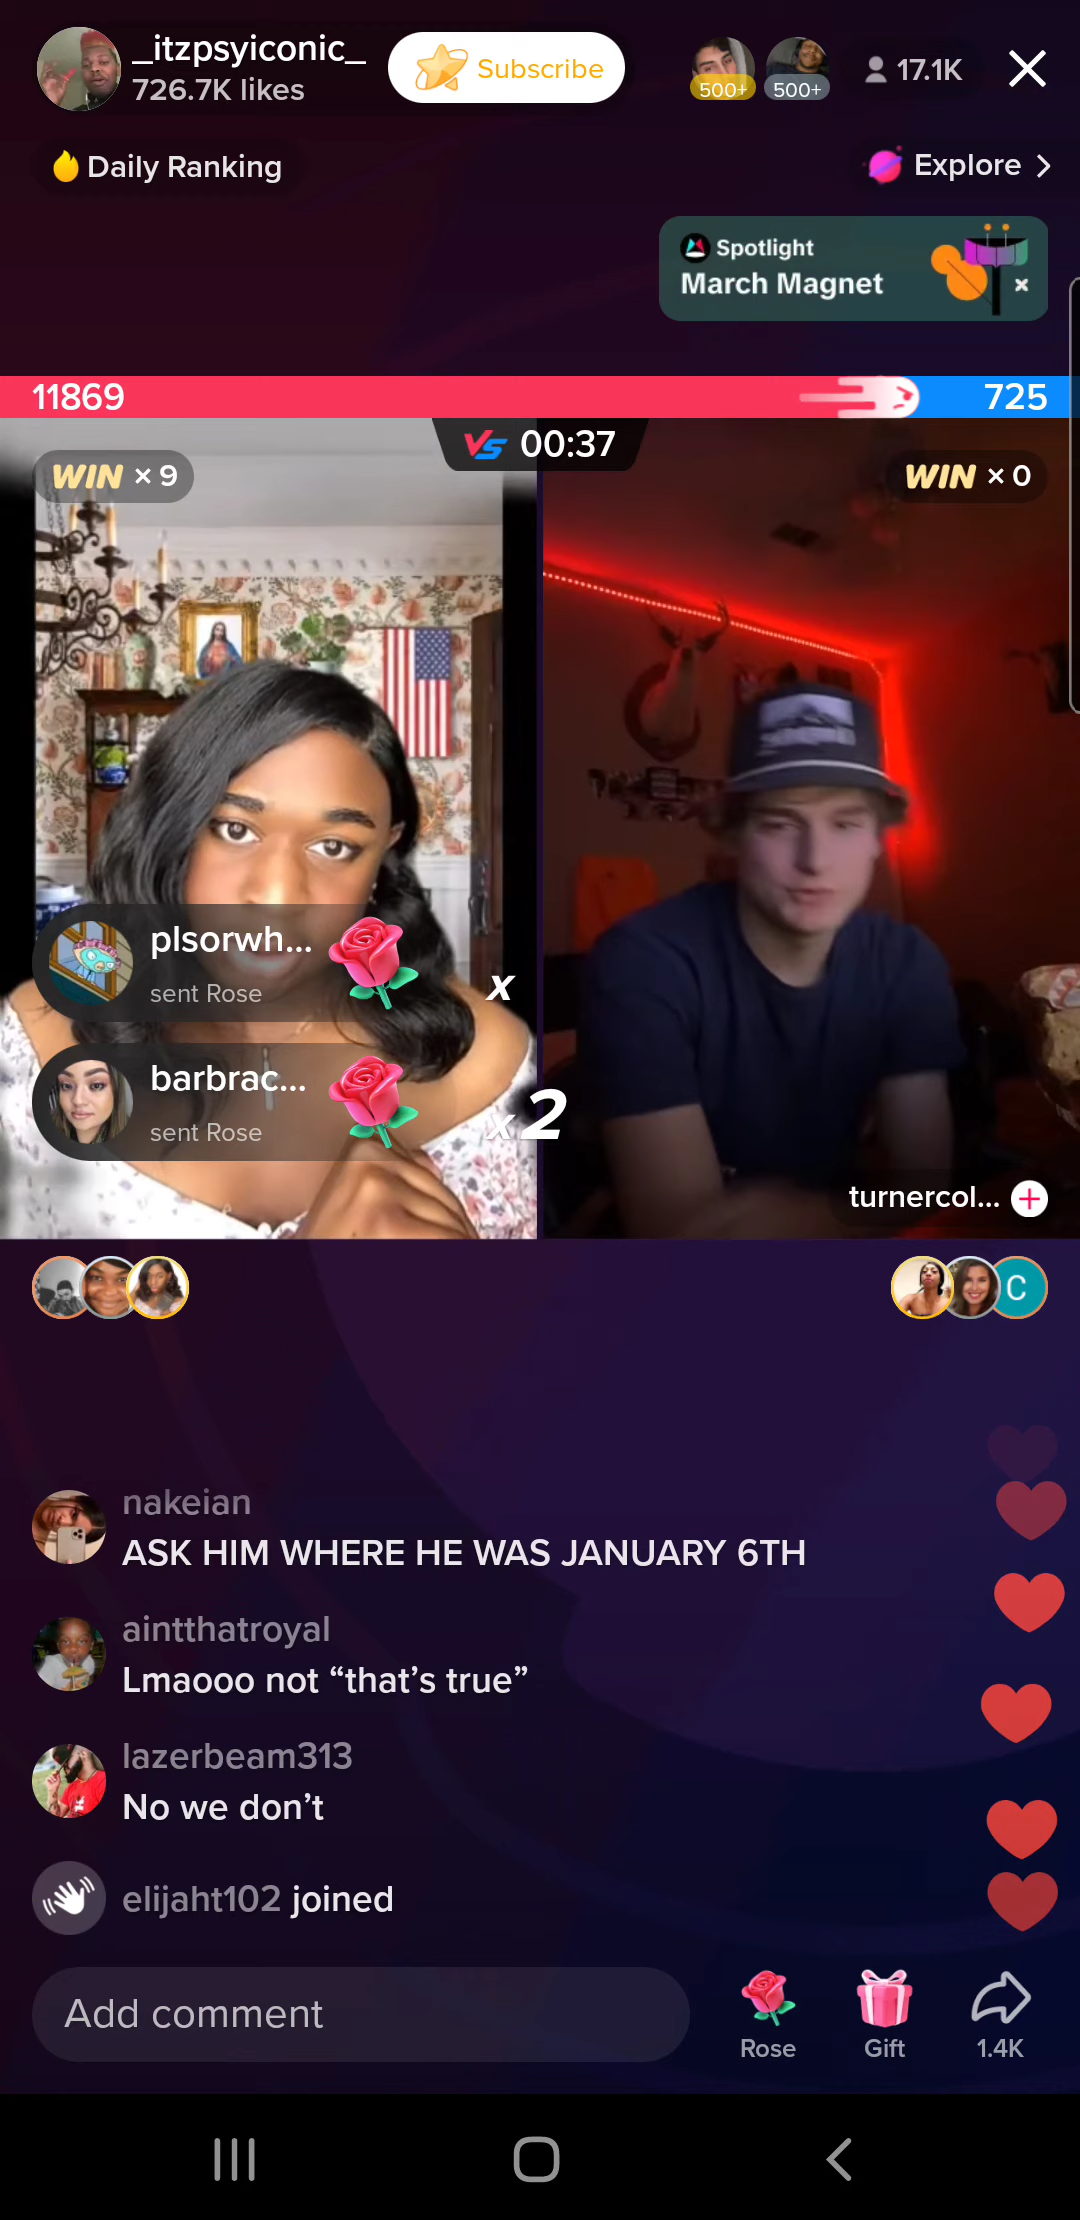 _itzpsyiconic_
726.7K likes
Subscribe
500+
500+
17.1K
Daily Ranking
Explore
Spotlight
March Magnet
x
11869
725
VS 00:37
WIN × 9
WIN × 0
plsorwh...
sent Rose
x
barbrac...
sent Rose
x 2
turnercol...
C
nakeian
ASK HIM WHERE HE WAS JANUARY 6TH
aintthatroyal
Lmaooo not “that’s true”
lazerbeam313
No we don’t
elijaht102 joined
Add comment
Rose
Gift
1.4K